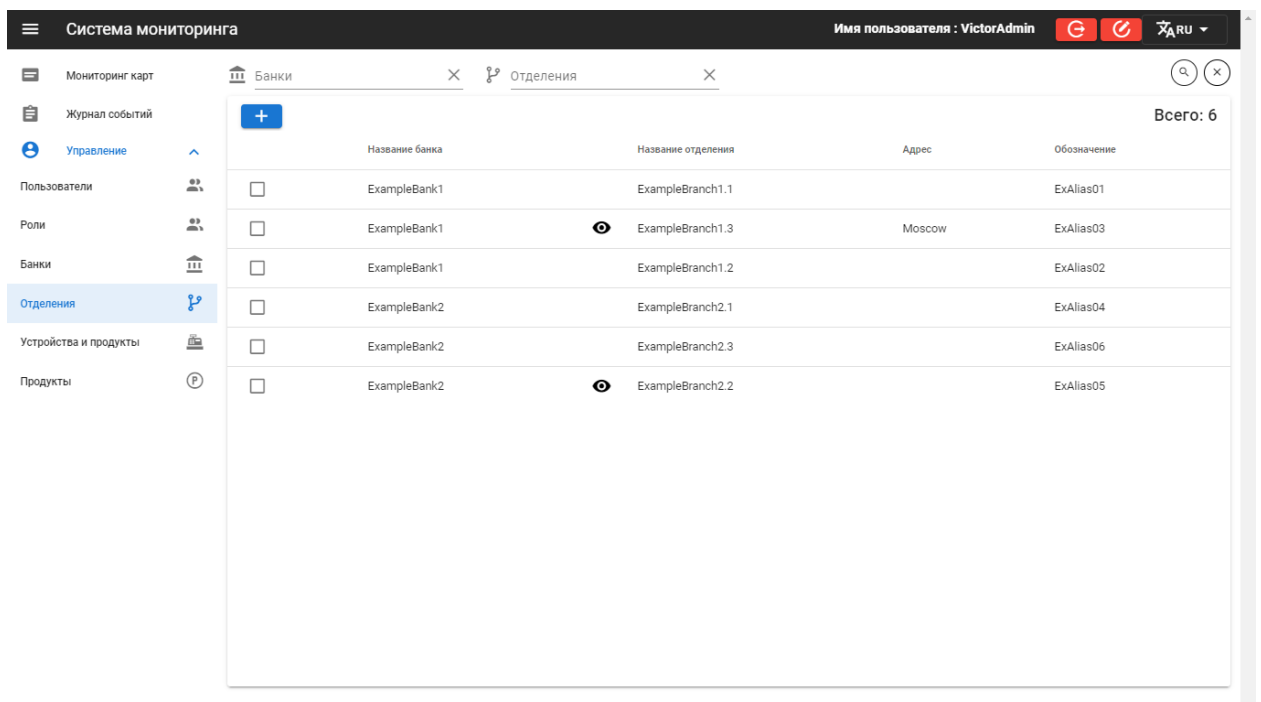 Система мониторинга
Имя пользователя : VictorAdmin
RU
Мониторинг карт
Журнал событий
Управление
Пользователи
Роли
Банки
Отделения
Устройства и продукты
Продукты
P
Банки
Отделения
+
Всего: 6
Название банка Название отделения Адрес Обозначение
ExampleBank1 ExampleBranch1.1 ExAlias01
ExampleBank1 ExampleBranch1.3 Moscow ExAlias03
ExampleBank1 ExampleBranch1.2 ExAlias02
ExampleBank2 ExampleBranch2.1 ExAlias04
ExampleBank2 ExampleBranch2.3 ExAlias06
ExampleBank2 ExampleBranch2.2 ExAlias05